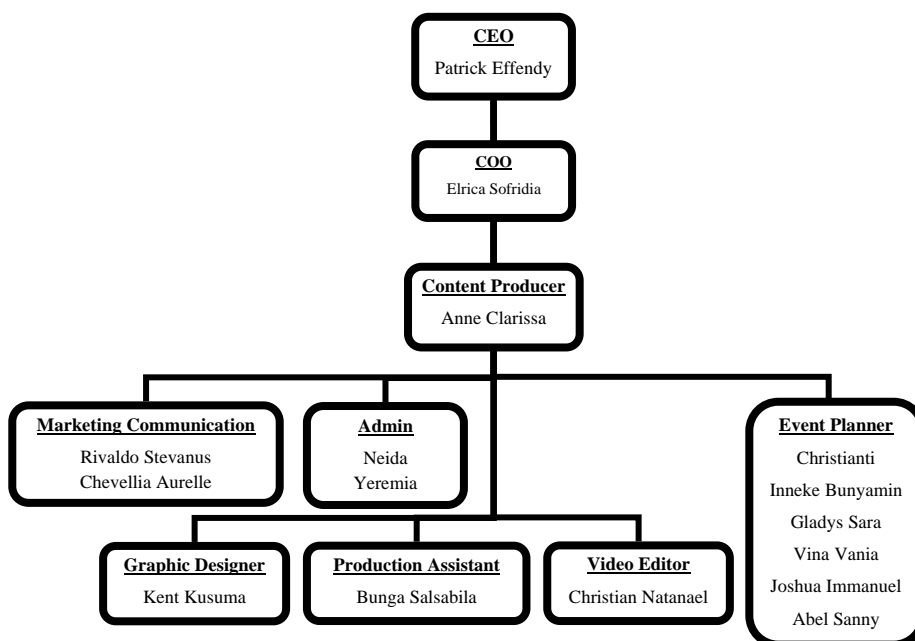 CEO
Patrick Effendy
COO
Elrica Sofridia
Content Producer
Anne Clarissa
Marketing Communication
Rivaldo Stevanus
Chevellia Aurelle
Admin
Neida
Yeremia
Event Planner
Christianti
Inneke Bunyamin
Gladys Sara
Vina Vania
Joshua Immanuel
Abel Sanny
Graphic Designer
Kent Kusuma
Production Assistant
Bunga Salsabila
Video Editor
Christian Natanael